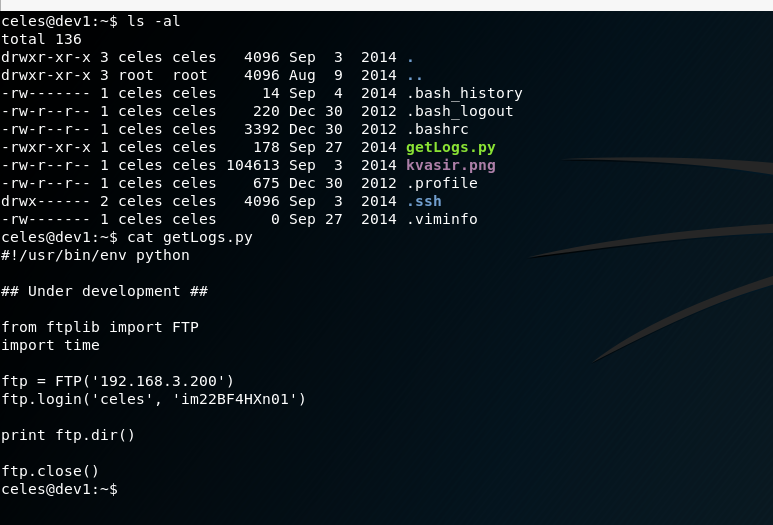 celes@dev1:~$ ls -al
total 136
drwxr-xr-x 3 celes celes   4096 Sep  3  2014 .
drwxr-xr-x 3 root  root    4096 Aug  9  2014 ..
-rw------- 1 celes celes     14 Sep  4  2014 .bash_history
-rw-r--r-- 1 celes celes    220 Dec 30  2012 .bash_logout
-rw-r--r-- 1 celes celes   3392 Dec 30  2012 .bashrc
-rwxr-xr-x 1 celes celes    178 Sep 27  2014 getLogs.py
-rw-r--r-- 1 celes celes 104613 Sep  3  2014 kvasir.png
-rw-r--r-- 1 celes celes    675 Dec 30  2012 .profile
drwx------ 2 celes celes   4096 Sep  3  2014 .ssh
-rw------- 1 celes celes      0 Sep 27  2014 .viminfo
celes@dev1:~$ cat getLogs.py
#!/usr/bin/env python

## Under development ##

from ftplib import FTP
import time

ftp = FTP('192.168.3.200')
ftp.login('celes', 'im22BF4HXn01')

print ftp.dir()

ftp.close()
celes@dev1:~$